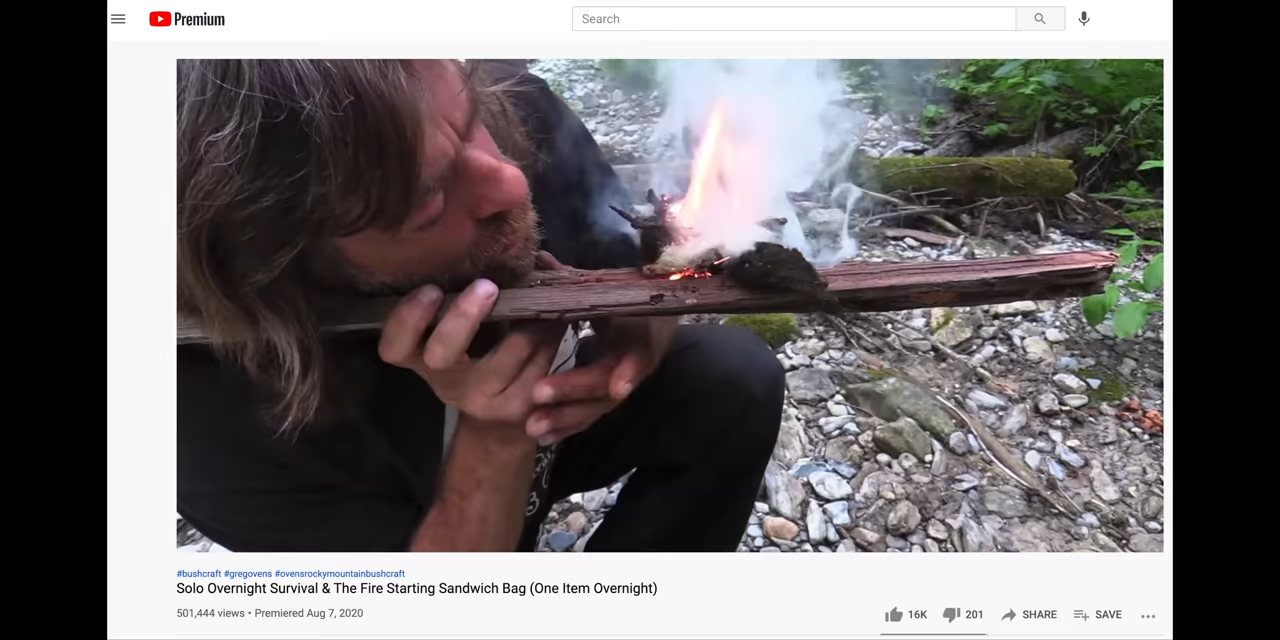 Premium
Search
#bushcraft #gregovens #ovensrockymountainbushcraft
Solo Overnight Survival & The Fire Starting Sandwich Bag (One Item Overnight)
501,444 views • Premiered Aug 7, 2020
16K 201 SHARE SAVE